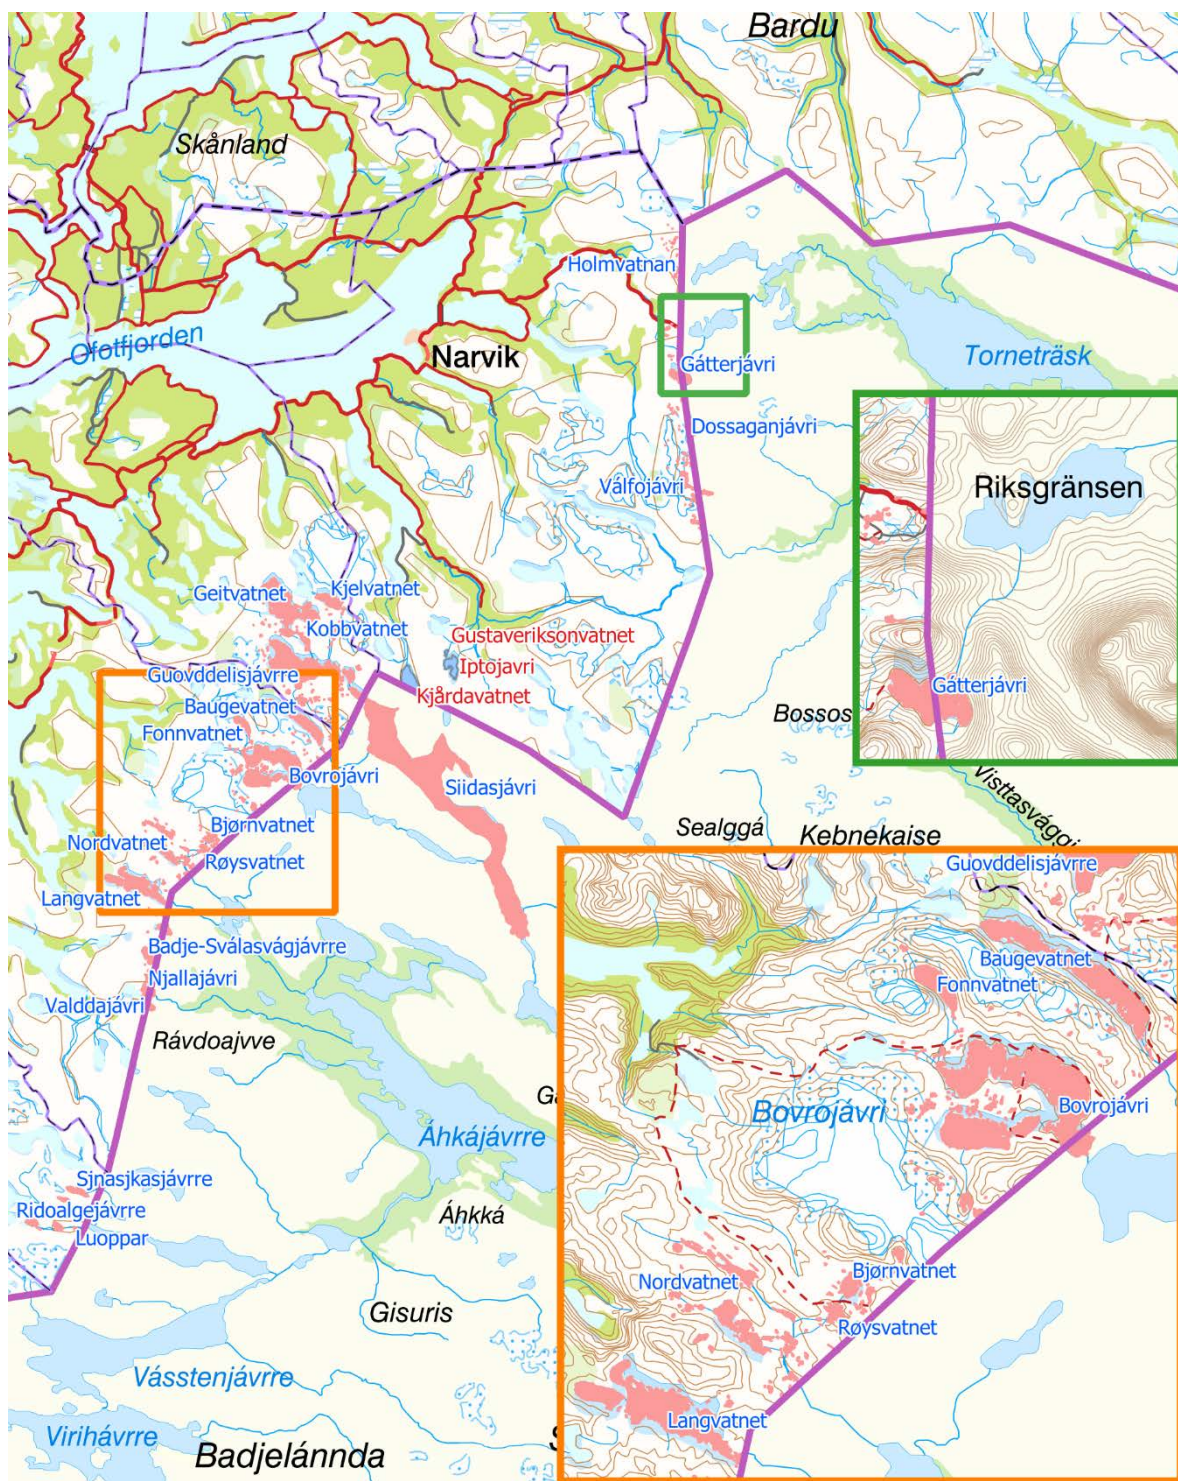 Bardu
Skånland
Holmvatnan
Ofotfjorden
Narvik
Gátterjávri
Torneträsk
Dossaganjávri
Válfojávri
Riksgränsen
Gátterjávri
Geitvatnet
Kjelvatnet
Kobbvatnet
Gustaveriksonvatnet
Iptojavri
Kjårdavatnet
Guovddelisjávrre
Baugevatnet
Fonnvatnet
Bossos
Bovrojávri
Siidasjávri
Visttasvággi
Bjørnvatnet
Sealggá
Kebnekaise
Nordvatnet
Røysvatnet
Langvatnet
Guovddelisjávrre
Badje-Sválasvágjávrre
Baugevatnet
Njallajávri
Fonnvatnet
Valddajávri
Rávdoajvve
Bovrojávri
Bovrojávri
Áhkájávrre
Sjnasjkasjávrre
Ridoalgejávrre
Áhkká
Luoppar
Bjørnvatnet
Nordvatnet
Gisuris
Røysvatnet
Vásstenjávrre
Langvatnet
Virihávrre
Badjelánnda